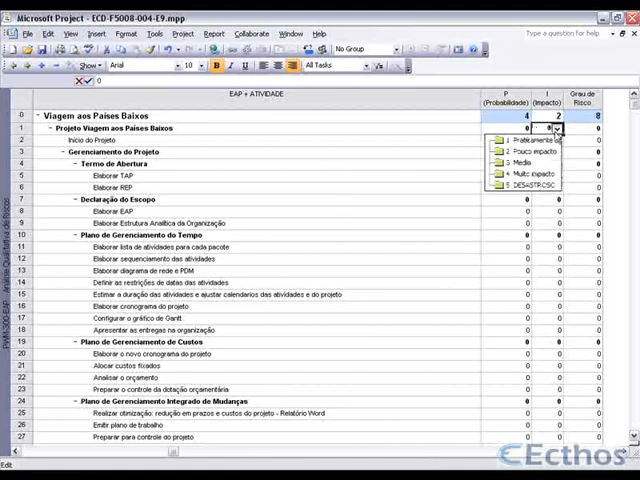 Microsoft Project - ECD-F5008-004-E9.mpp
File Edit View Insert Format Tools Project Report Collaborate Window Help
Type a question for help
No Group
Show Arial 10 B I U All Tasks
0
EAP + ATIVIDADE P (Probabilidade) I (Impacto) Grau de Risco
0 Viagem aos Países Baixos 4 2 8
1 Projeto Viagem aos Países Baixos 0 0 0
2 Início do Projeto 0
3 Gerenciamento do Projeto 0
4 Termo de Abertura 0
5 Elaborar TAP 0
6 Elaborar REP 0
1 Praticamente
2 Pouco impacto
3 Medio
4 Muito impacto
5 DESASTROSO
7 Declaração do Escopo 0 0 0
8 Elaborar EAP 0 0 0
9 Elaborar Estrutura Analítica da Organização 0 0 0
10 Plano de Gerenciamento do Tempo 0 0 0
11 Elaborar lista de atividades para cada pacote 0 0 0
12 Elaborar sequenciamento das atividades 0 0 0
13 Elaborar diagrama de rede e PDM 0 0 0
14 Definir as restrições de datas das atividades 0 0 0
15 Estimar a duração das atividades e ajustar calendarios das atividades e do projeto 0 0 0
16 Elaborar cronograma do projeto 0 0 0
17 Configurar o gráfico de Gantt 0 0 0
18 Apresentar as entregas na organização 0 0 0
19 Plano de Gerenciamento de Custos 0 0 0
20 Elaborar o novo cronograma do projeto 0 0 0
21 Alocar custos fixados 0 0 0
22 Analisar o orçamento 0 0 0
23 Preparar o controle da dotação orçamentária 0 0 0
24 Plano de Gerenciamento Integrado de Mudanças 0 0 0
25 Realizar otimização: redução em prazos e custos do projeto - Relatório Word 0 0 0
26 Emitir plano de trabalho 0 0 0
27 Preparar para controle do projeto 0 0 0
Edit
Ecthos